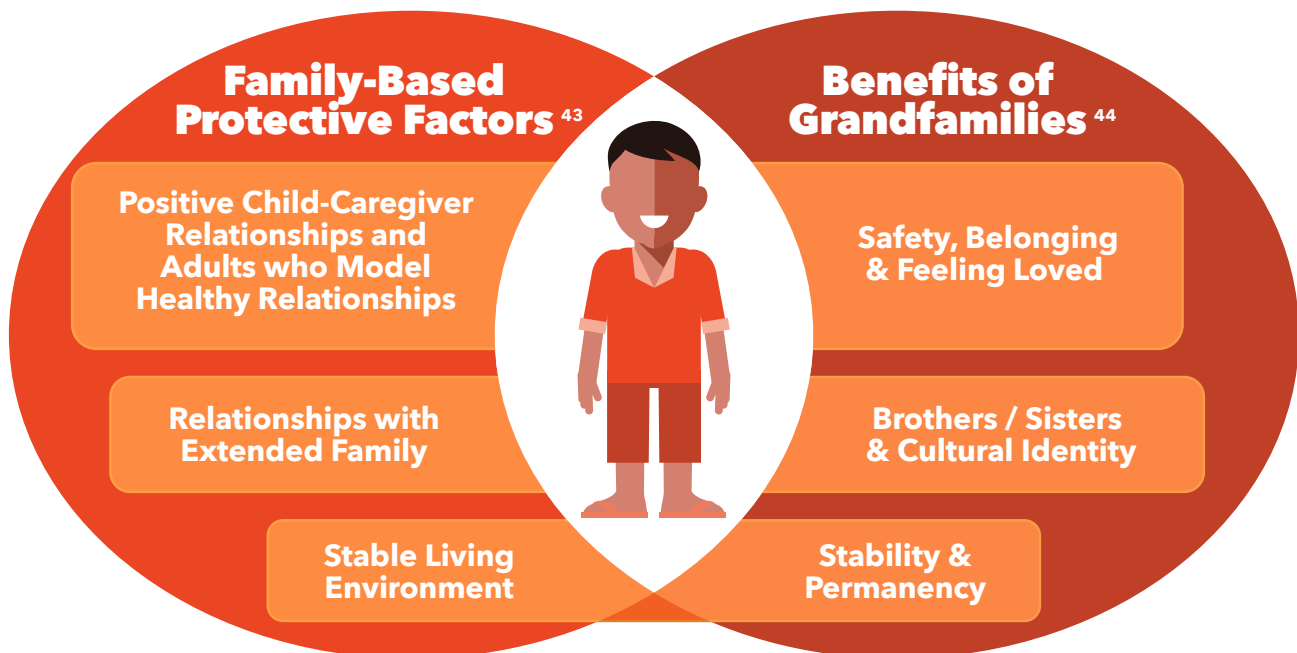 Family-Based
Protective Factors 43
Positive Child-Caregiver
Relationships and
Adults who Model
Healthy Relationships
Relationships with
Extended Family
Stable Living
Environment
Benefits of
Grandfamilies 44
Safety, Belonging
& Feeling Loved
Brothers / Sisters
& Cultural Identity
Stability &
Permanency